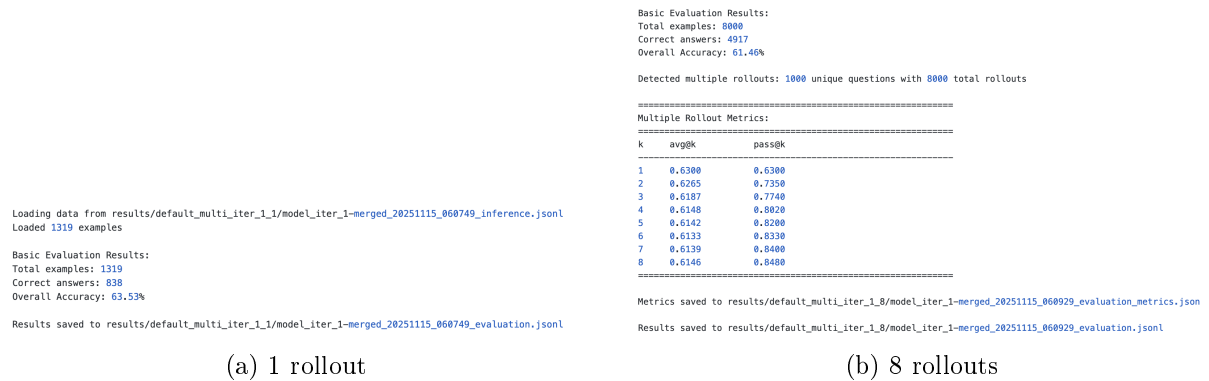 Loading data from results/default_multi_iter_1_1/model_iter_1-merged_20251115_060749_inference.jsonl
Loaded 1319 examples
Basic Evaluation Results:
Total examples: 1319
Correct answers: 838
Overall Accuracy: 63.53%
Results saved to results/default_multi_iter_1_1/model_iter_1-merged_20251115_060749_evaluation.jsonl
(a) 1 rollout
Basic Evaluation Results:
Total examples: 8000
Correct answers: 4917
Overall Accuracy: 61.46%
Detected multiple rollouts: 1000 unique questions with 8000 total rollouts
============================================================
Multiple Rollout Metrics:
============================================================
k avg@k pass@k
------------------------------------------------------------
1 0.6300 0.6300
2 0.6265 0.7350
3 0.6187 0.7740
4 0.6148 0.8020
5 0.6142 0.8200
6 0.6133 0.8330
7 0.6139 0.8400
8 0.6146 0.8480
============================================================
Metrics saved to results/default_multi_iter_1_8/model_iter_1-merged_20251115_060929_evaluation_metrics.json
Results saved to results/default_multi_iter_1_8/model_iter_1-merged_20251115_060929_evaluation.jsonl
(b) 8 rollouts